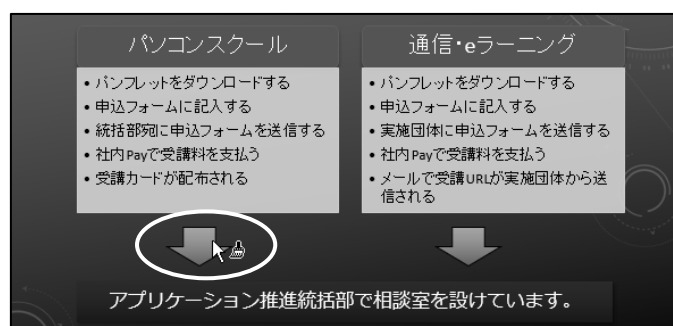 パソコンスクール
• パンフレットをダウンロードする
• 申込フォームに記入する
• 統括部宛に申込フォームを送信する
• 社内Payで受講料を支払う
• 受講カードが配布される
通信・eラーニング
• パンフレットをダウンロードする
• 申込フォームに記入する
• 実施団体に申込フォームを送信する
• 社内Payで受講料を支払う
• メールで受講URLが実施団体から送
信される
アプリケーション推進統括部で相談室を設けています。